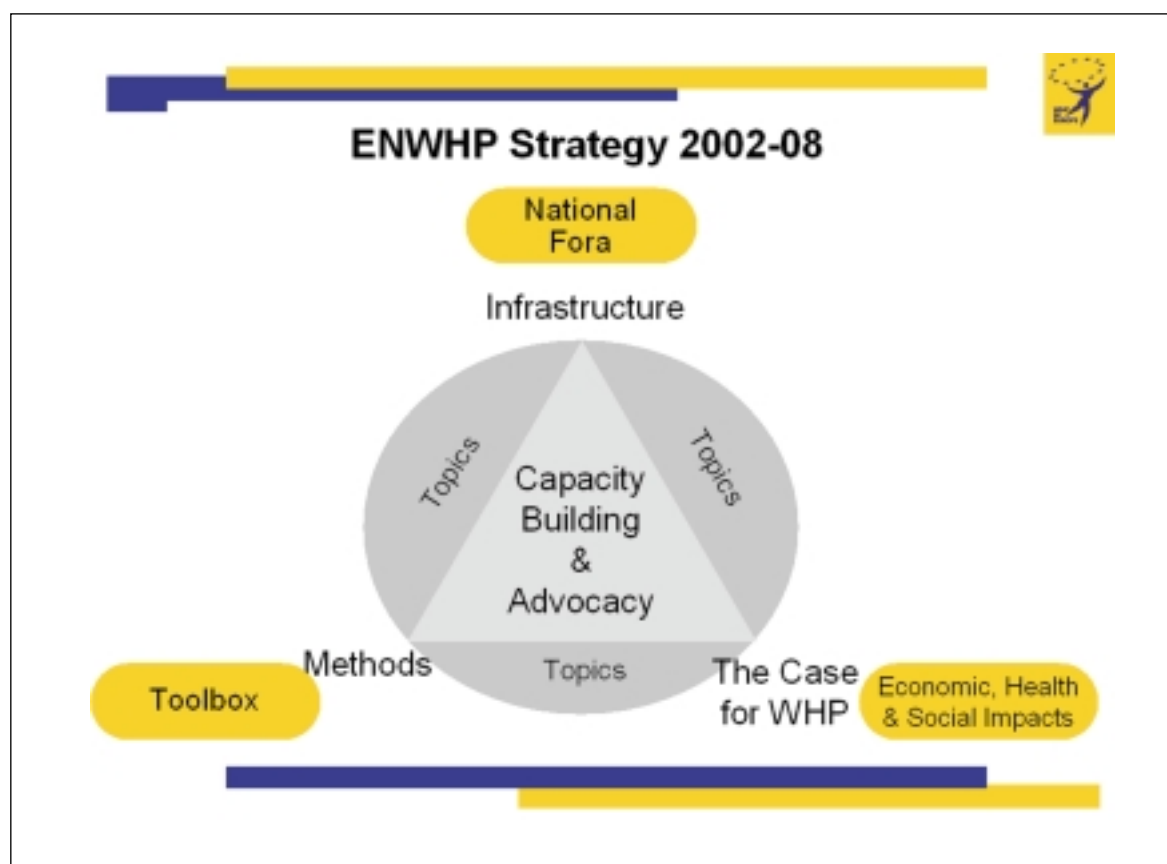 ENWHP Strategy 2002-08
National
Fora
Infrastructure
Topics
Topics
Capacity
Building
&
Advocacy
Methods
Topics
The Case
for WHP
Toolbox
Economic, Health
& Social Impacts